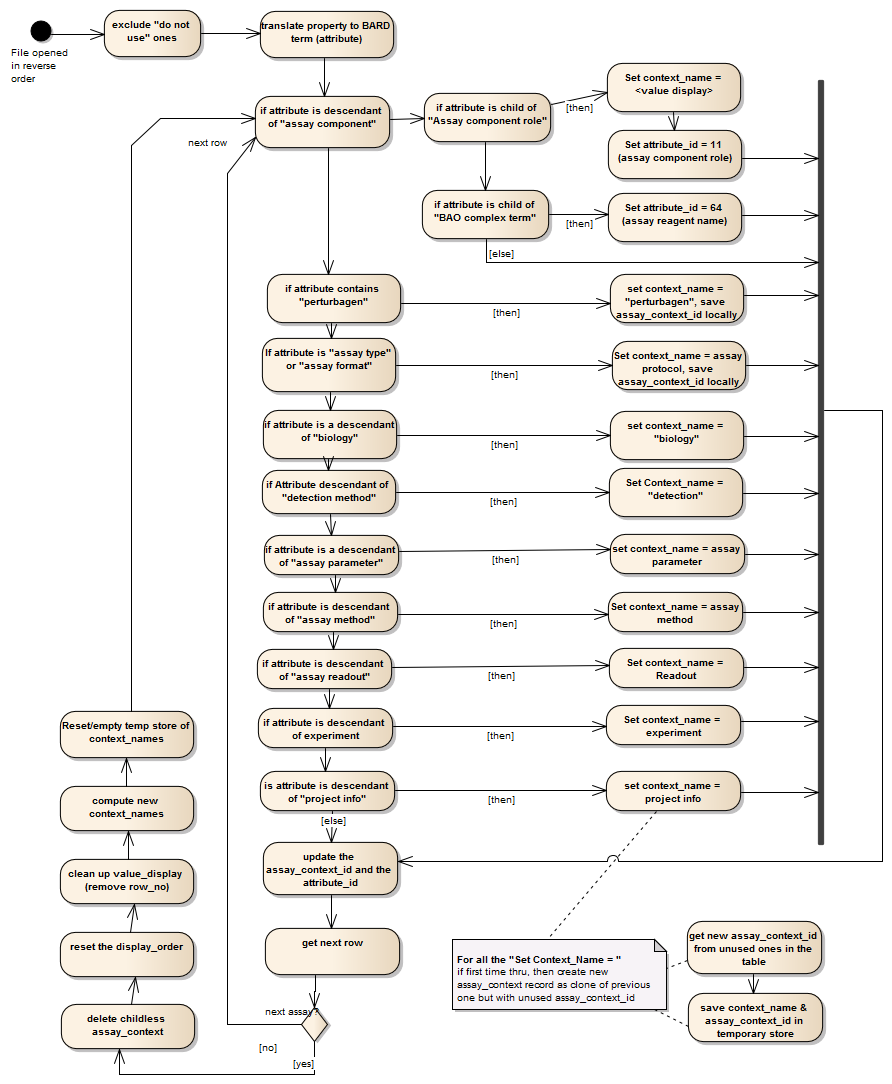 File opened
in reverse
order
exclude "do not
use" ones
translate property to BARD
term (attribute)
if attribute is descendant
of "assay component"
next row
if attribute is child of
"Assay component role"
[then]
Set context_name =
<value display>
Set attribute_id = 11
(assay component role)
if attribute is child of
"BAO complex term"
[then]
Set attribute_id = 64
(assay reagent name)
[else]
if attribute contains
"perturbagen"
[then]
set context_name =
"perturbagen", save
assay_context_id locally
If attribute is "assay type"
or "assay format"
[then]
Set context_name = assay
protocol, save
assay_context_id locally
if attribute is a descendant
of "biology"
[then]
set context_name =
"biology"
if Attribute descendant of
"detection method"
[then]
Set Context_name =
"detection"
if attribute is a descendant
of "assay parameter"
[then]
set context_name = assay
parameter
if attribute is descendant
of "assay method"
[then]
Set context_name = assay
method
if attribute is descendant
of "assay readout"
[then]
Set context_name =
Readout
if attribute is descendant
of experiment
[then]
Set context_name =
experiment
is attribute is descendant
of "project info"
[then]
set context_name =
project info
[else]
update the
assay_context_id and the
attribute_id
get next row
next assay?
[no]
[yes]
Reset/empty temp store of
context_names
compute new
context_names
clean up value_display
(remove row_no)
reset the display_order
delete childless
assay_context
For all the "Set Context_Name = "
if first time thru, then create new
assay_context record as clone of previous
one but with unused assay_context_id
get new assay_context_id
from unused ones in the
table
save context_name &
assay_context_id in
temporary store